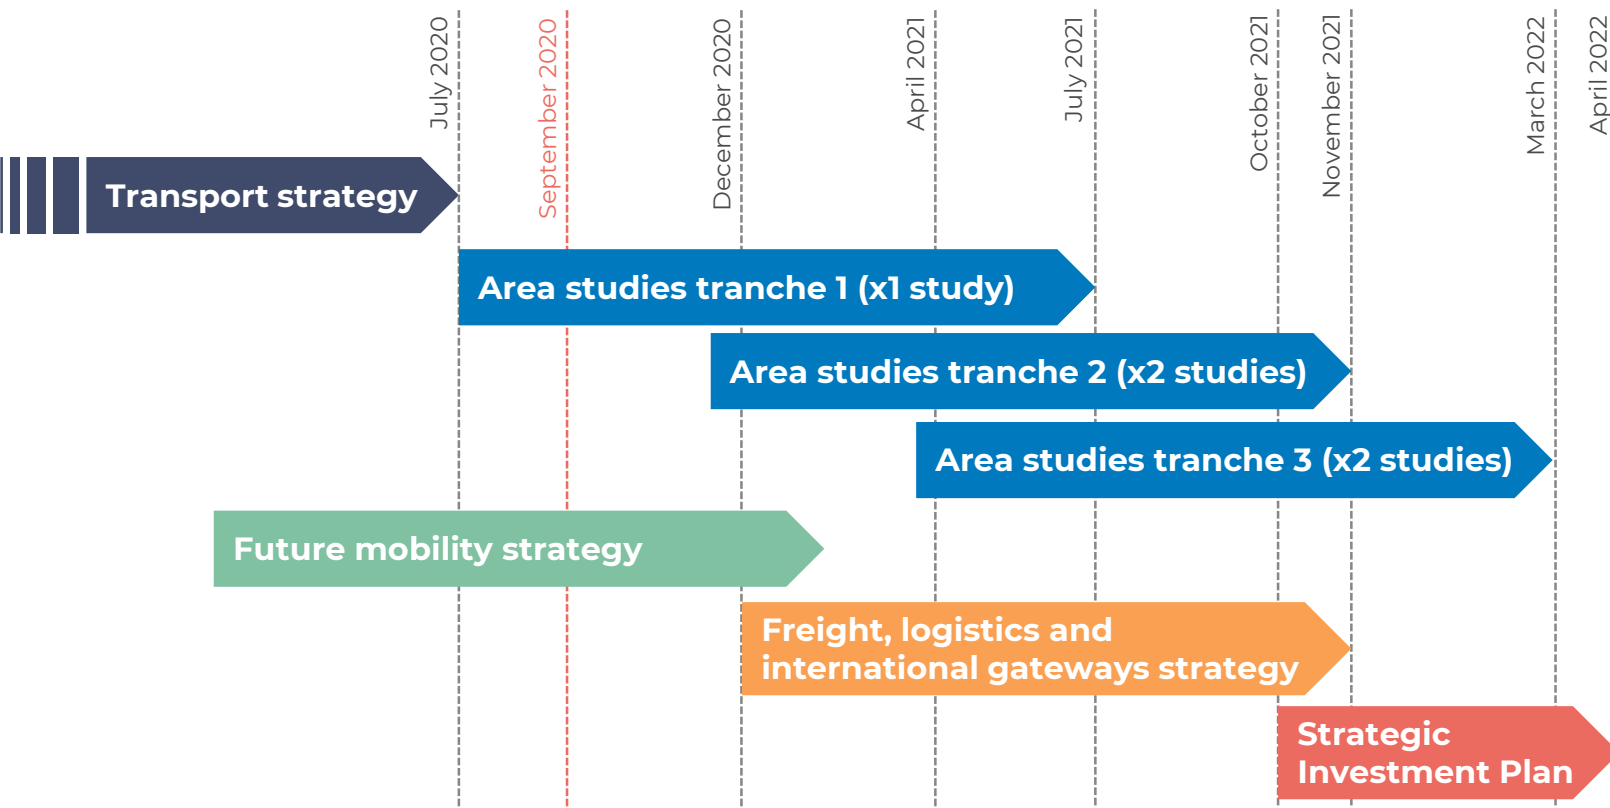 July 2020
September 2020
December 2020
April 2021
July 2021
October 2021
November 2021
March 2022
April 2022
Transport strategy
Area studies tranche 1 (x1 study)
Area studies tranche 2 (x2 studies)
Area studies tranche 3 (x2 studies)
Future mobility strategy
Freight, logistics and
international gateways strategy
Strategic
Investment Plan